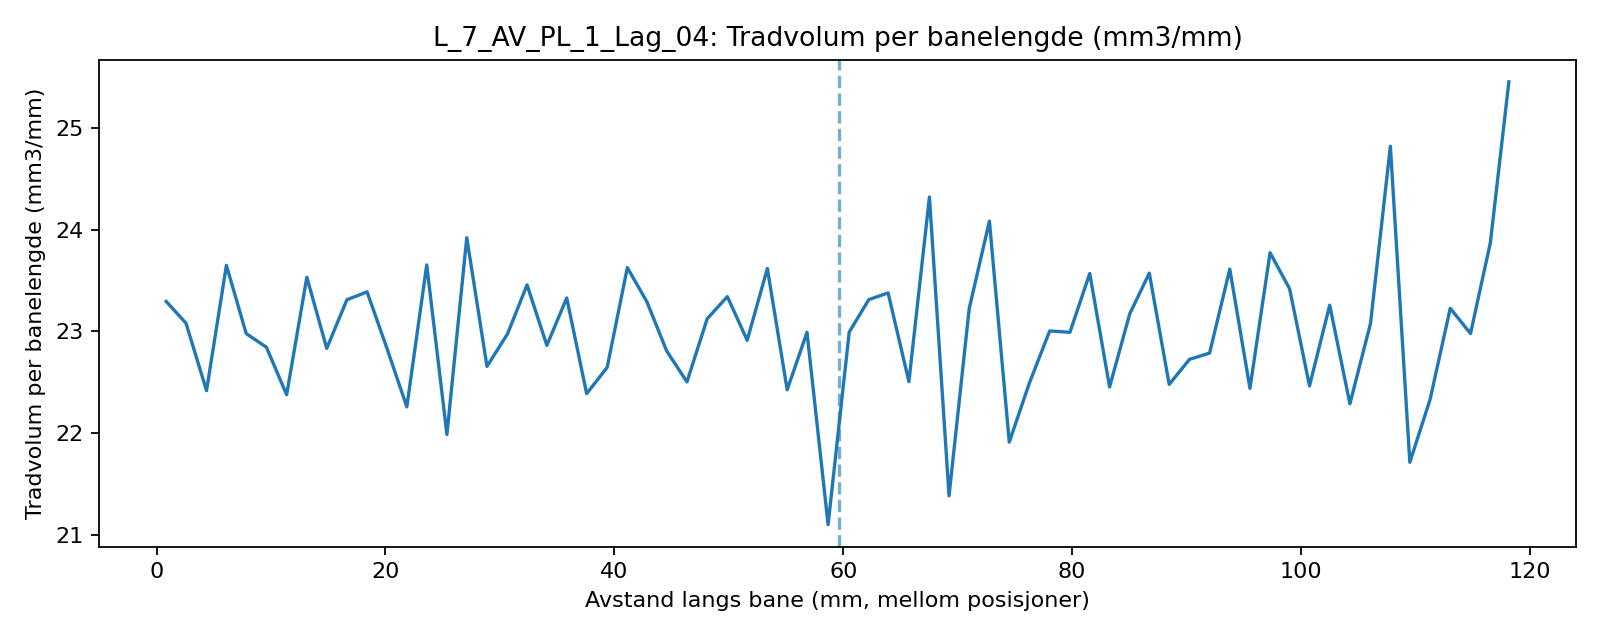 L_7_AV_PL_1_Lag_04: Tradvolum per banelengde (mm3/mm)
Tradvolum per banelengde (mm3/mm)
25
24
23
22
21
0 20 40 60 80 100 120
Avstand langs bane (mm, mellom posisjoner)